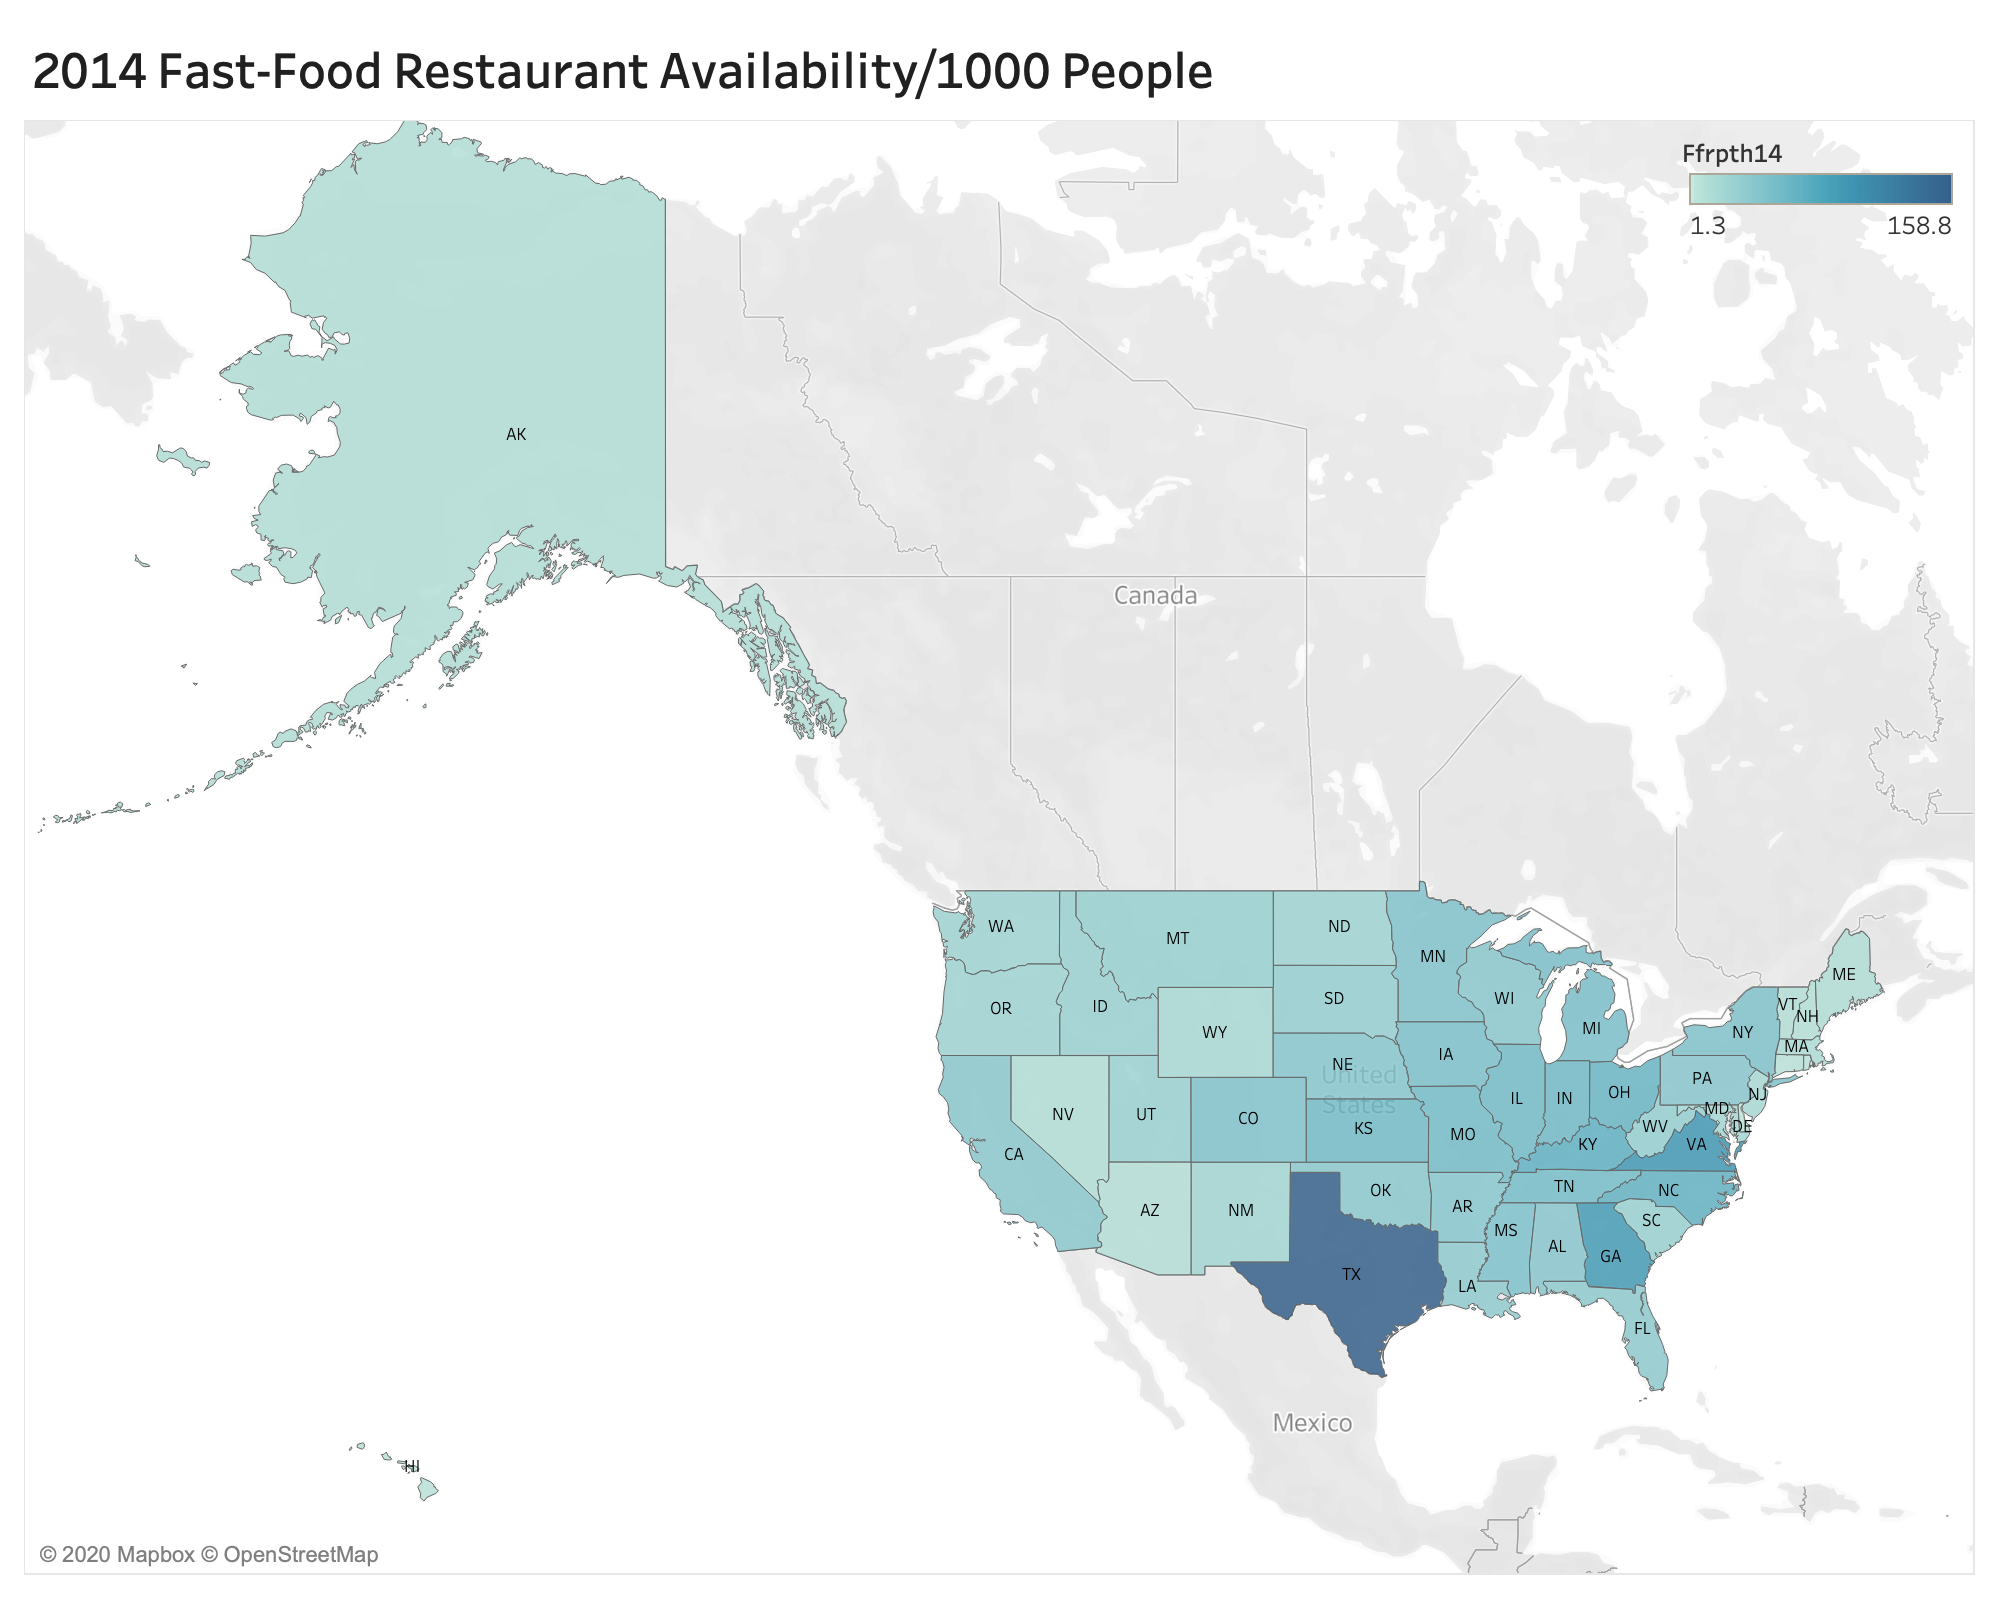 2014 Fast-Food Restaurant Availability/1000 People
Ffrpth14
1.3 158.8
AK
Canada
WA
MT
ND
MN
ME
OR
ID
SD
WI
VT
NH
WY
MI
NY
MA
NE
IA
United
States
PA
NJ
NV
UT
CO
KS
IL
IN
OH
MD
DE
CA
MO
KY
WV
VA
AZ
NM
OK
AR
TN
NC
MS
AL
GA
SC
TX
LA
FL
Mexico
HI
© 2020 Mapbox © OpenStreetMap